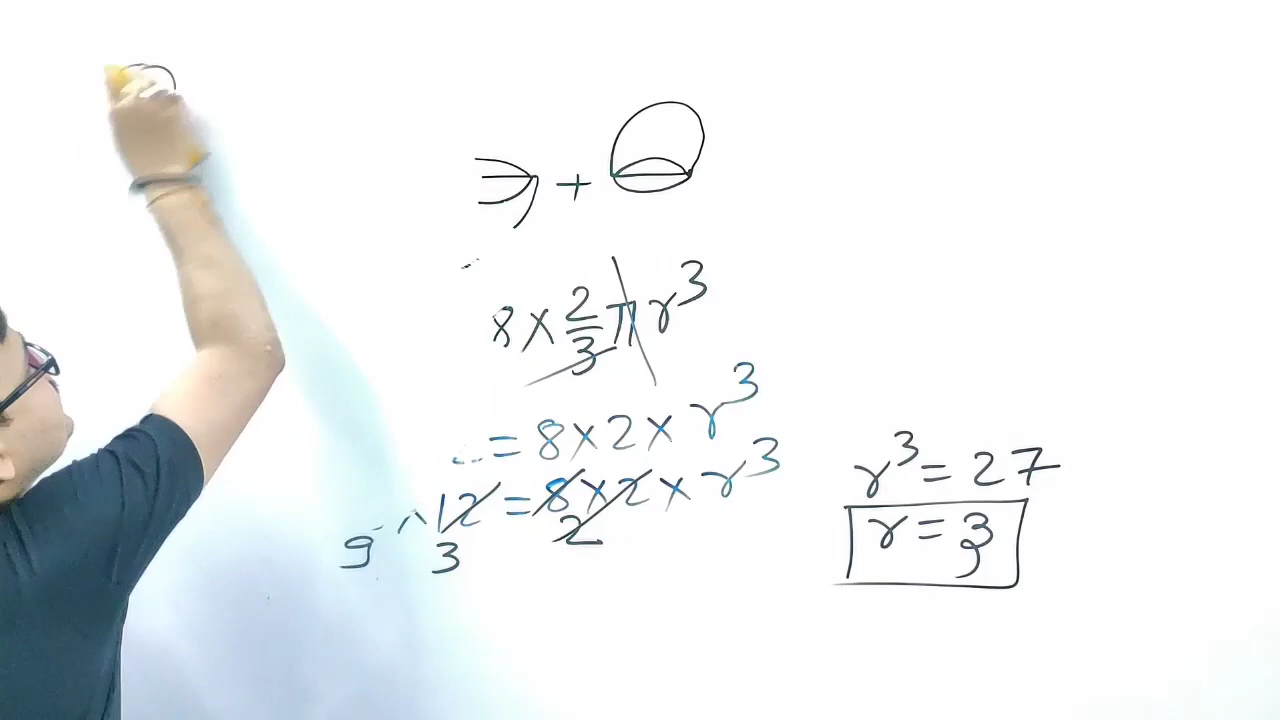 +
8 × 2/3 π r³
= 8 × 2 × r³
12 = 8 × 2 × r³
9 3 2
r³ = 27
r = 3